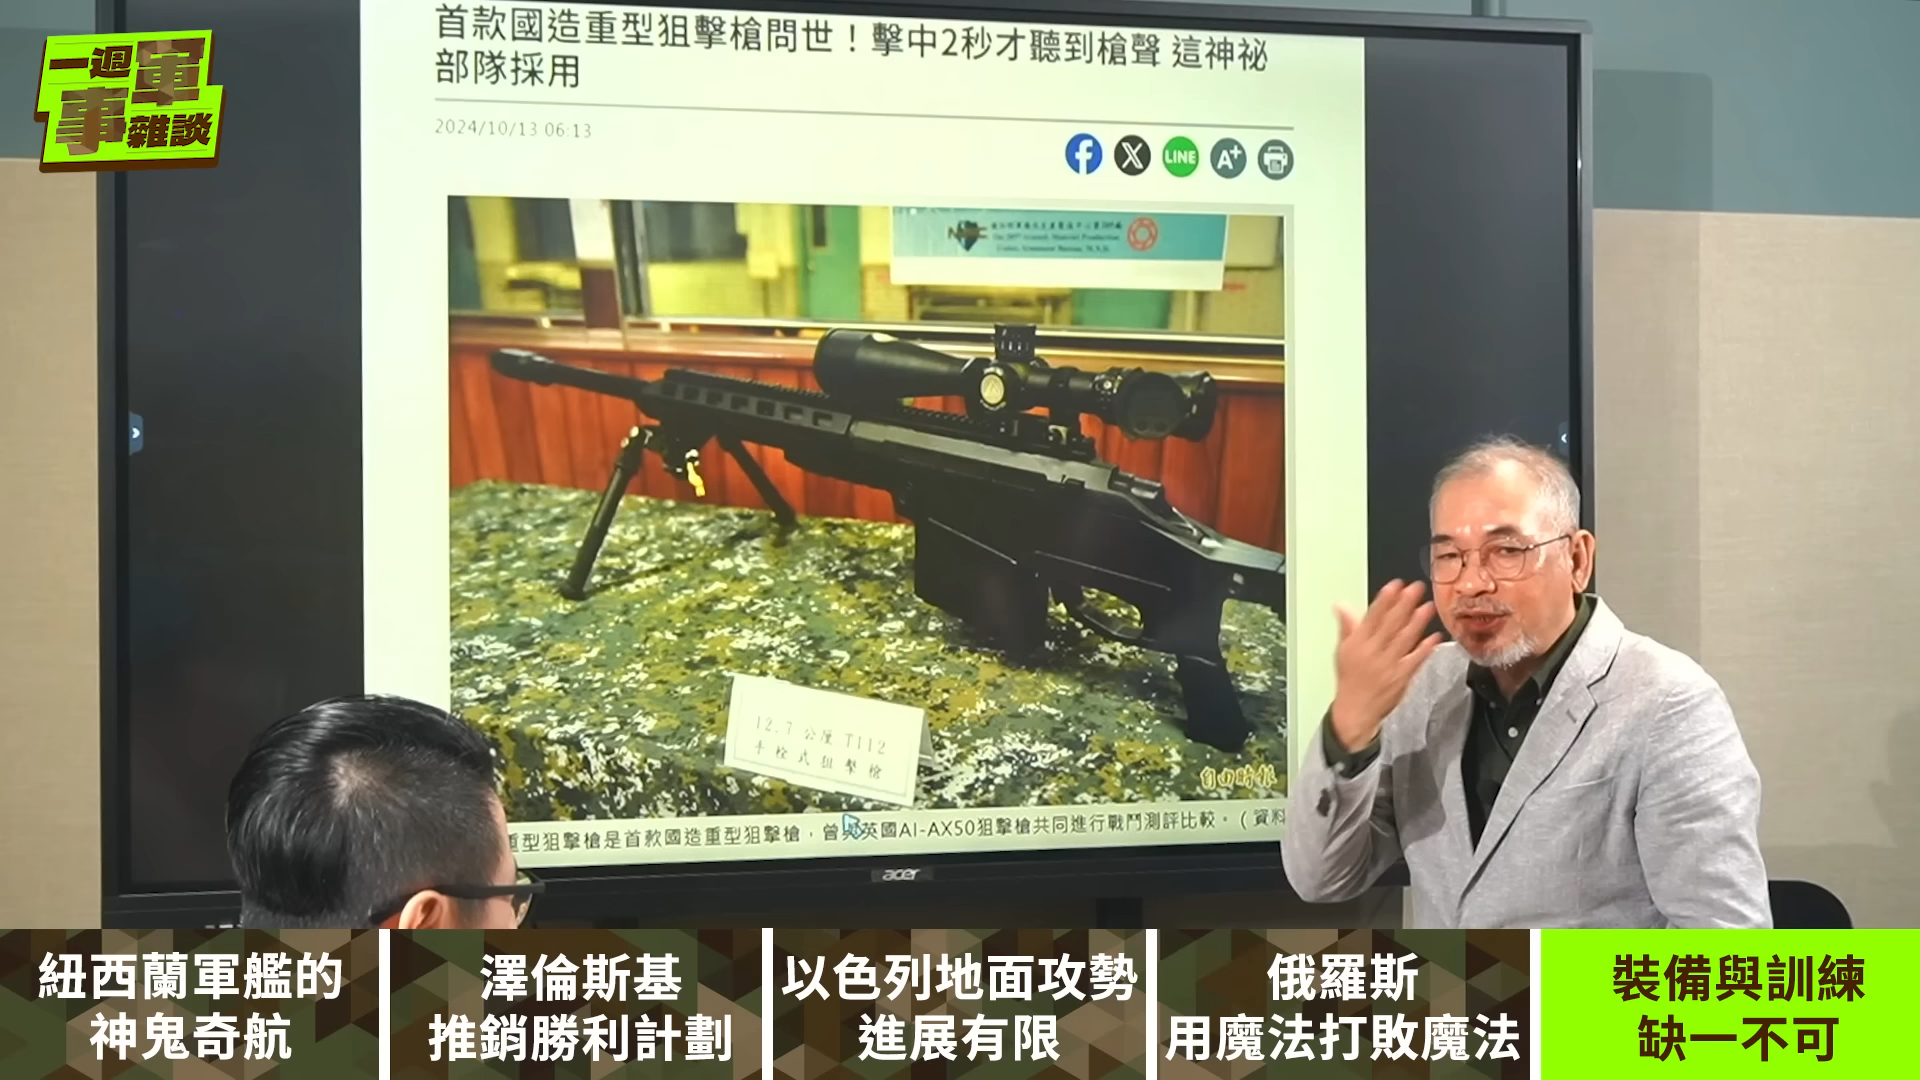 一週軍事雜談
首款國造重型狙擊槍問世！擊中2秒才聽到槍聲 這神祕
部隊採用
2024/10/13 06:13
LINE
A+
12.7 公厘 T112
手栓式狙擊槍
自由時報
重型狙擊槍是首款國造重型狙擊槍，曾與英國AI-AX50狙擊槍共同進行戰鬥測評比較。（資料
acer
紐西蘭軍艦的
神鬼奇航
澤倫斯基
推銷勝利計劃
以色列地面攻勢
進展有限
俄羅斯
用魔法打敗魔法
裝備與訓練
缺一不可